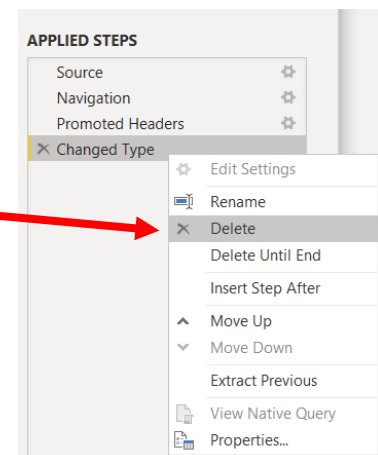 APPLIED STEPS
Source
Navigation
Promoted Headers
Changed Type
Edit Settings
Rename
Delete
Delete Until End
Insert Step After
Move Up
Move Down
Extract Previous
View Native Query
Properties...